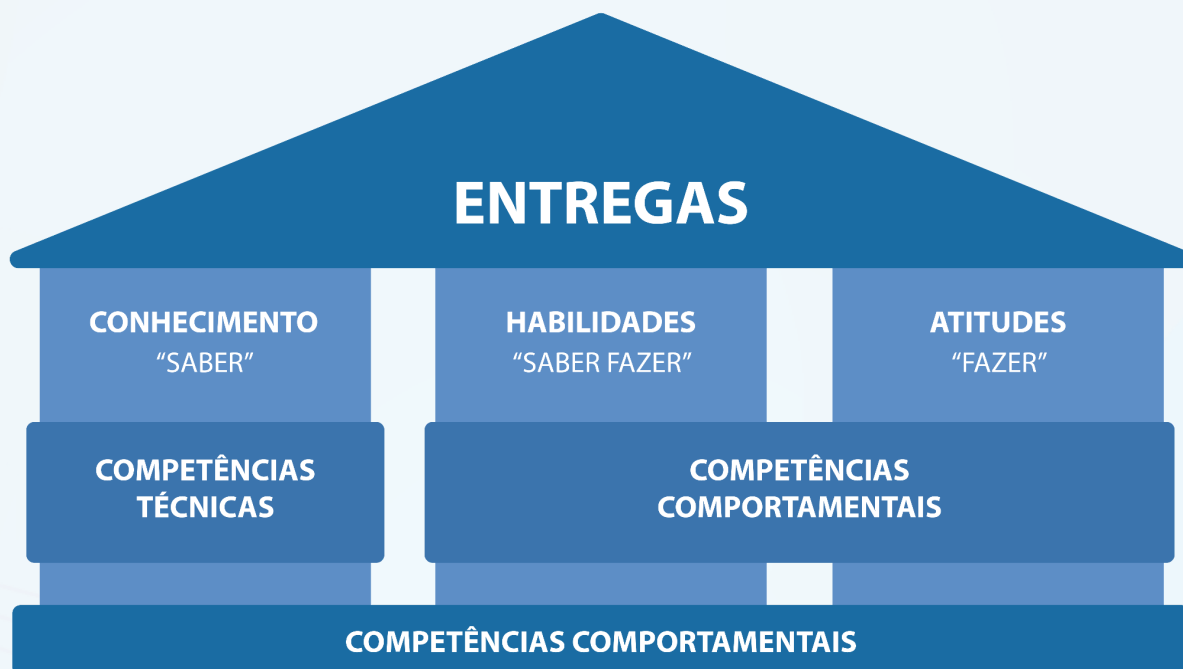 ENTREGAS
CONHECIMENTO
“SABER”
HABILIDADES
“SABER FAZER”
ATITUDES
“FAZER”
COMPETÊNCIAS
TÉCNICAS
COMPETÊNCIAS
COMPORTAMENTAIS
COMPETÊNCIAS COMPORTAMENTAIS